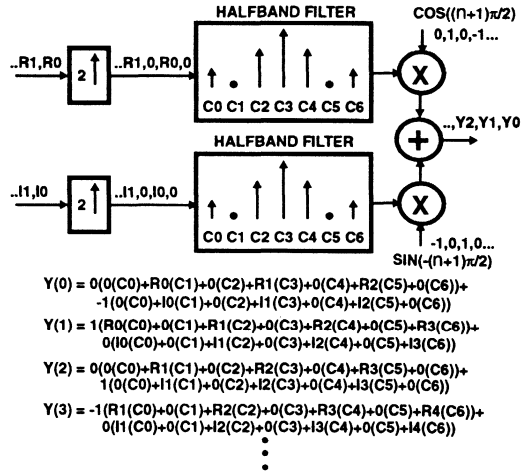 HALFBAND FILTER
COS((n+1)π/2)
0,1,0,-1...
..R1,R0
2
..R1,0,R0,0
C0 C1 C2 C3 C4 C5 C6
X
HALFBAND FILTER
+
..,Y2,Y1,Y0
..I1,I0
2
..I1,0,I0,0
C0 C1 C2 C3 C4 C5 C6
X
-1,0,1,0...
SIN(-(n+1)π/2)
Y(0) = 0(0(C0)+R0(C1)+0(C2)+R1(C3)+0(C4)+R2(C5)+0(C6))+
-1(0(C0)+I0(C1)+0(C2)+I1(C3)+0(C4)+I2(C5)+0(C6))
Y(1) = 1(R0(C0)+0(C1)+R1(C2)+0(C3)+R2(C4)+0(C5)+R3(C6))+
0(I0(C0)+0(C1)+I1(C2)+0(C3)+I2(C4)+0(C5)+I3(C6))
Y(2) = 0(0(C0)+R1(C1)+0(C2)+R2(C3)+0(C4)+R3(C5)+0(C6))+
1(0(C0)+I1(C1)+0(C2)+I2(C3)+0(C4)+I3(C5)+0(C6))
Y(3) = -1(R1(C0)+0(C1)+R2(C2)+0(C3)+R3(C4)+0(C5)+R4(C6))+
0(I1(C0)+0(C1)+I2(C2)+0(C3)+I3(C4)+0(C5)+I4(C6))